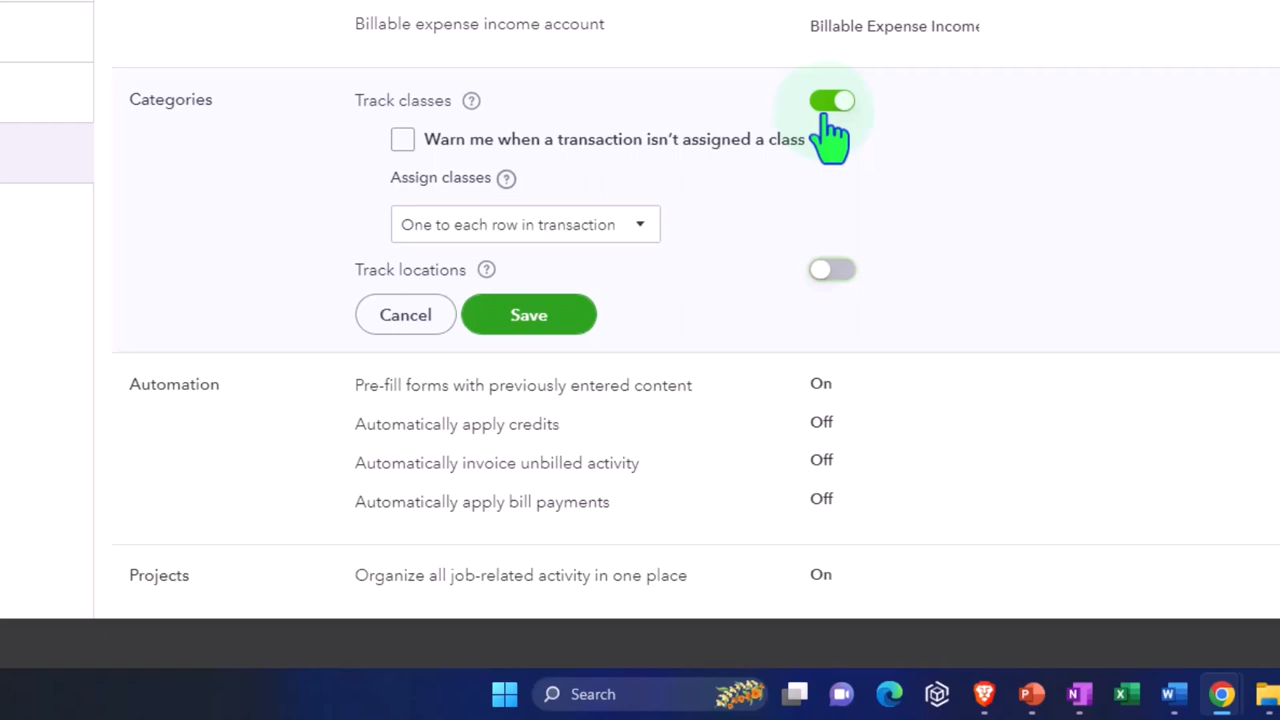 Billable expense income account Billable Expense Income
Categories Track classes ?
Warn me when a transaction isn't assigned a class
Assign classes ?
One to each row in transaction
Track locations ?
Cancel Save
Automation Pre-fill forms with previously entered content On
Automatically apply credits Off
Automatically invoice unbilled activity Off
Automatically apply bill payments Off
Projects Organize all job-related activity in one place On
Search